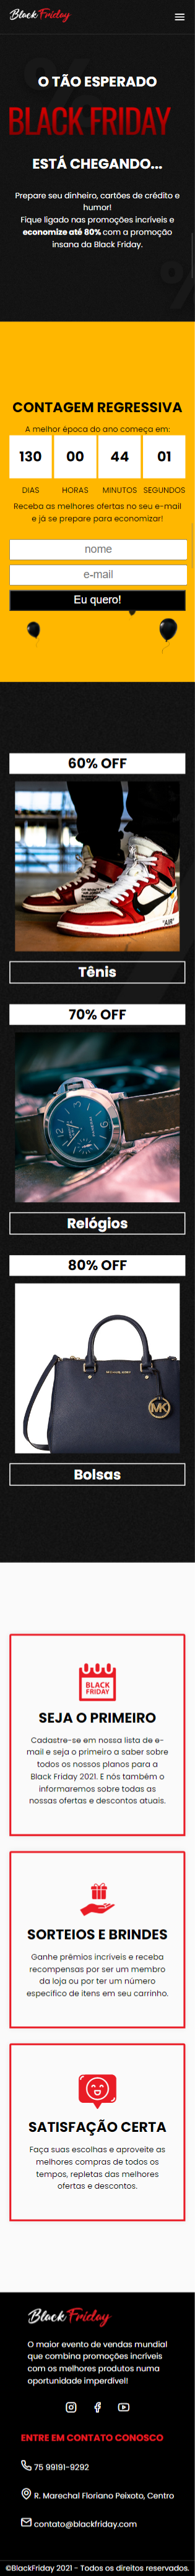 Black Friday
O TÃO ESPERADO
BLACK FRIDAY
ESTÁ CHEGANDO...
Prepare seu dinheiro, cartões de crédito e
humor!
Fique ligado nas promoções incríveis e
economize até 80% com a promoção
insana da Black Friday.
CONTAGEM REGRESSIVA
A melhor época do ano começa em:
130 00 44 01
DIAS HORAS MINUTOS SEGUNDOS
Receba as melhores ofertas no seu e-mail
e já se prepare para economizar!
nome
e-mail
Eu quero!
60% OFF
"AIR"
Tênis
70% OFF
Relógios
80% OFF
MICHAEL KORS
MK
Bolsas
BLACK
FRIDAY
SEJA O PRIMEIRO
Cadastre-se em nossa lista de e-
mail e seja o primeiro a saber sobre
todos os nossos planos para a
Black Friday 2021. E nós também o
informaremos sobre todas as
nossas ofertas e descontos atuais.
SORTEIOS E BRINDES
Ganhe prêmios incríveis e receba
recompensas por ser um membro
da loja ou por ter um número
específico de itens em seu carrinho.
SATISFAÇÃO CERTA
Faça suas escolhas e aproveite as
melhores compras de todos os
tempos, repletas das melhores
ofertas e descontos.
Black Friday
O maior evento de vendas mundial
que combina promoções incríveis
com os melhores produtos numa
oportunidade imperdível!
ENTRE EM CONTATO CONOSCO
75 99191-9292
R. Marechal Floriano Peixoto, Centro
contato@blackfriday.com
©BlackFriday 2021 - Todos os direitos reservados.